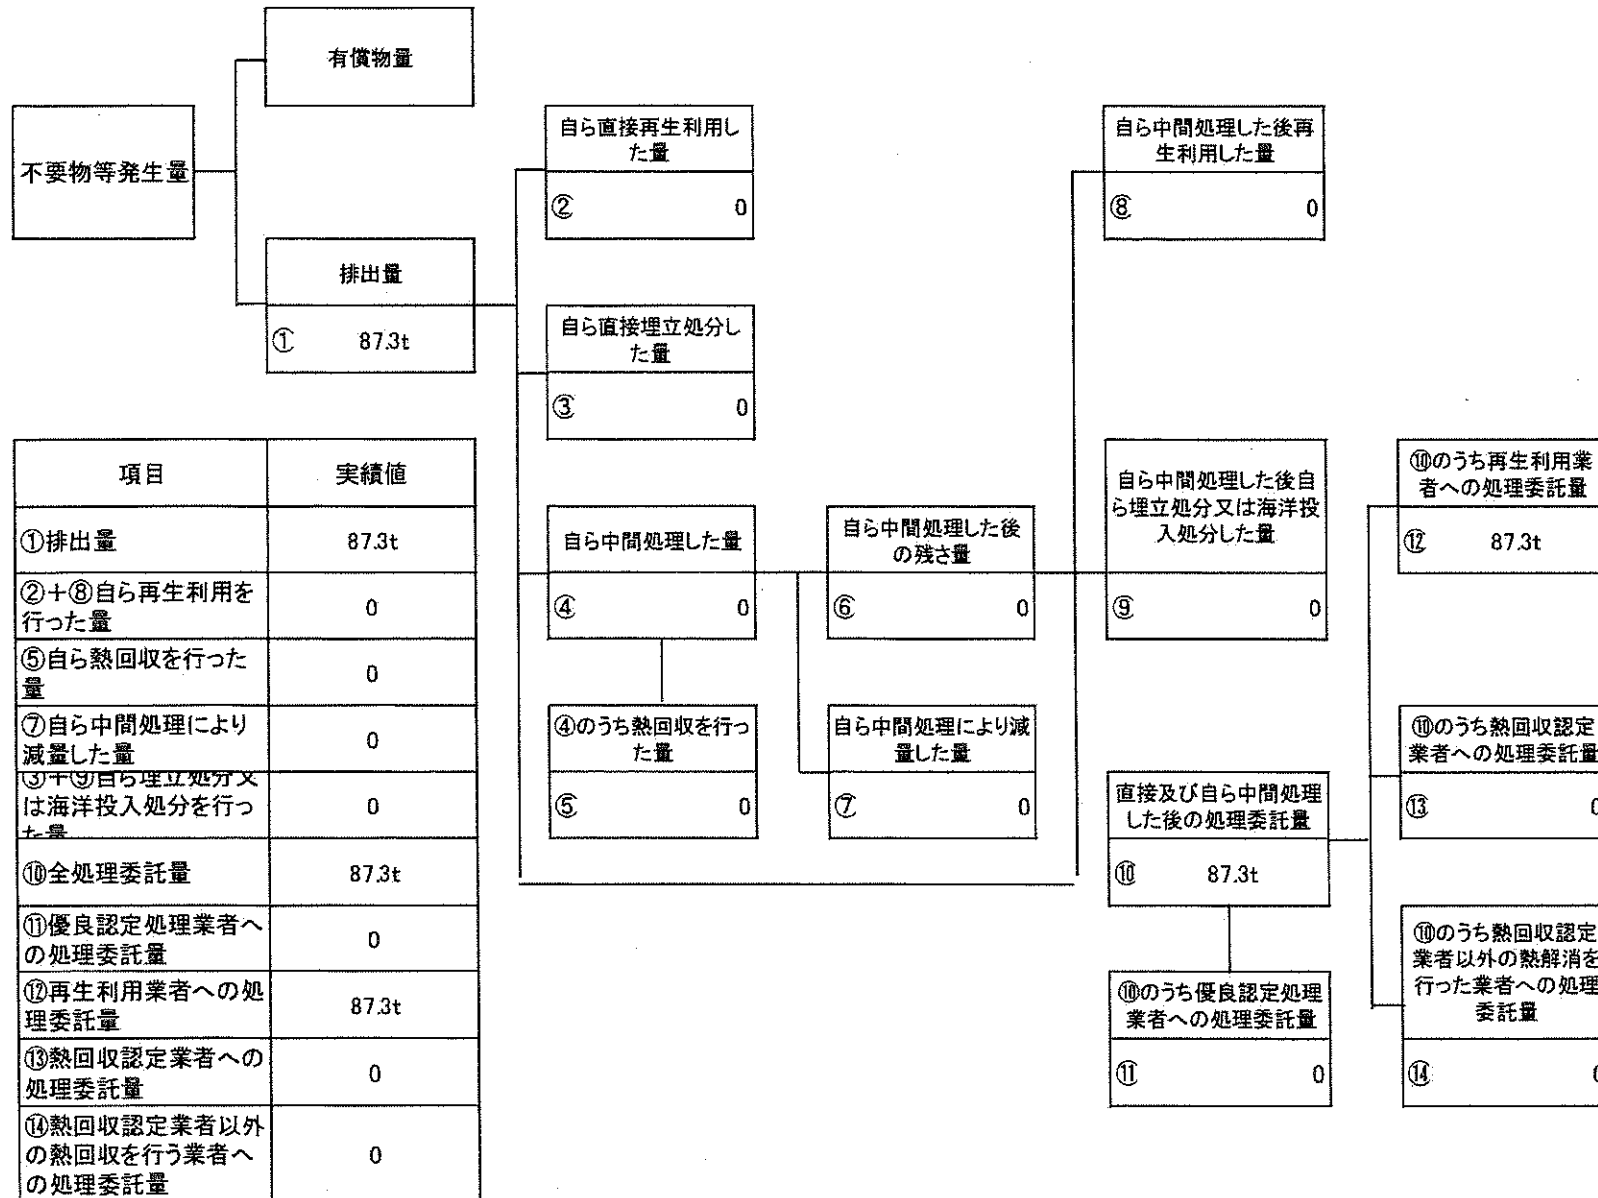 有償物量
不要物等発生量
排出量
① 87.3t
自ら直接再生利用し
た量
② 0
自ら直接埋立処分し
た量
③ 0
自ら中間処理した量
④ 0
④のうち熱回収を行っ
た量
⑤ 0
自ら中間処理した後
の残さ量
⑥ 0
自ら中間処理により減
量した量
⑦ 0
自ら中間処理した後再
生利用した量
⑧ 0
自ら中間処理した後自
ら埋立処分又は海洋投
入処分した量
⑨ 0
直接及び自ら中間処理
した後の処理委託量
⑩ 87.3t
⑩のうち優良認定処理
業者への処理委託量
⑪ 0
⑩のうち再生利用業
者への処理委託量
⑫ 87.3t
⑩のうち熱回収認定
業者への処理委託量
⑬ 0
⑩のうち熱回収認定
業者以外の熱解消を
行った業者への処理
委託量
⑭ 0
項目 実績値
①排出量 87.3t
②+⑧自ら再生利用を
行った量 0
⑤自ら熱回収を行った
量 0
⑦自ら中間処理により
減量した量 0
③+⑨自ら埋立処分又
は海洋投入処分を行っ
た量 0
⑩全処理委託量 87.3t
⑪優良認定処理業者へ
の処理委託量 0
⑫再生利用業者への処
理委託量 87.3t
⑬熱回収認定業者への
処理委託量 0
⑭熱回収認定業者以外
の熱回収を行う業者へ
の処理委託量 0